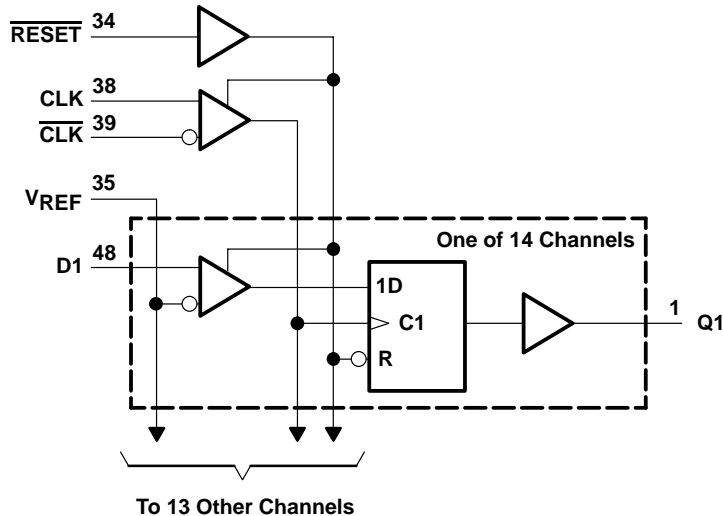 RESET 34
CLK 38
CLK 39
VREF 35
One of 14 Channels
D1 48
1D
C1
R
1 Q1
To 13 Other Channels